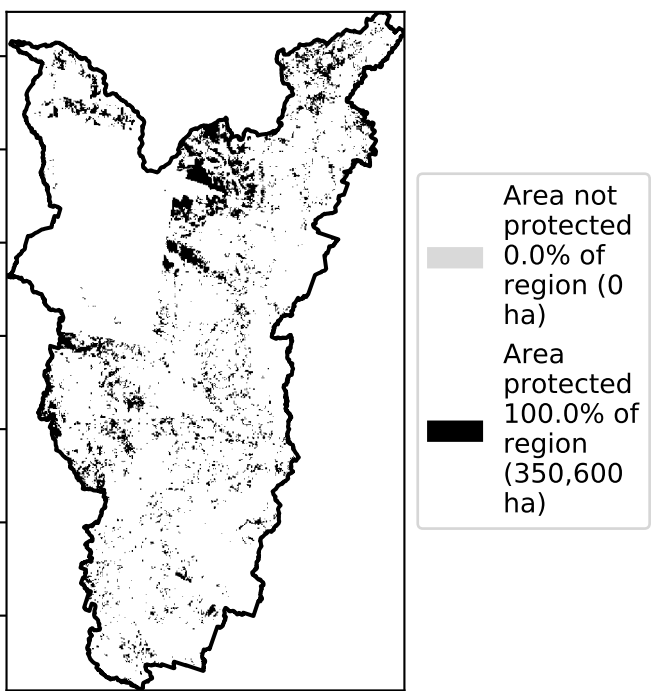 Area not
protected
0.0% of
region (0
ha)
Area
protected
100.0% of
region
(350,600
ha)